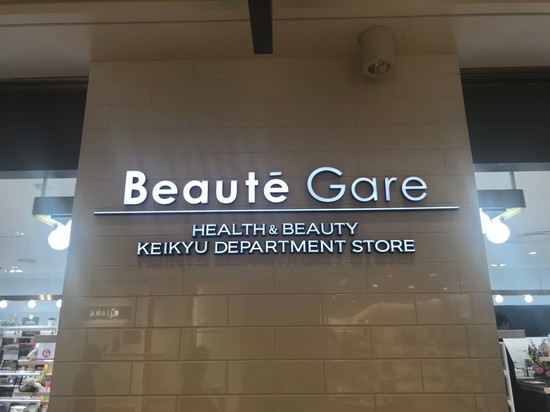 Beauté Gare
HEALTH & BEAUTY
KEIKYU DEPARTMENT STORE